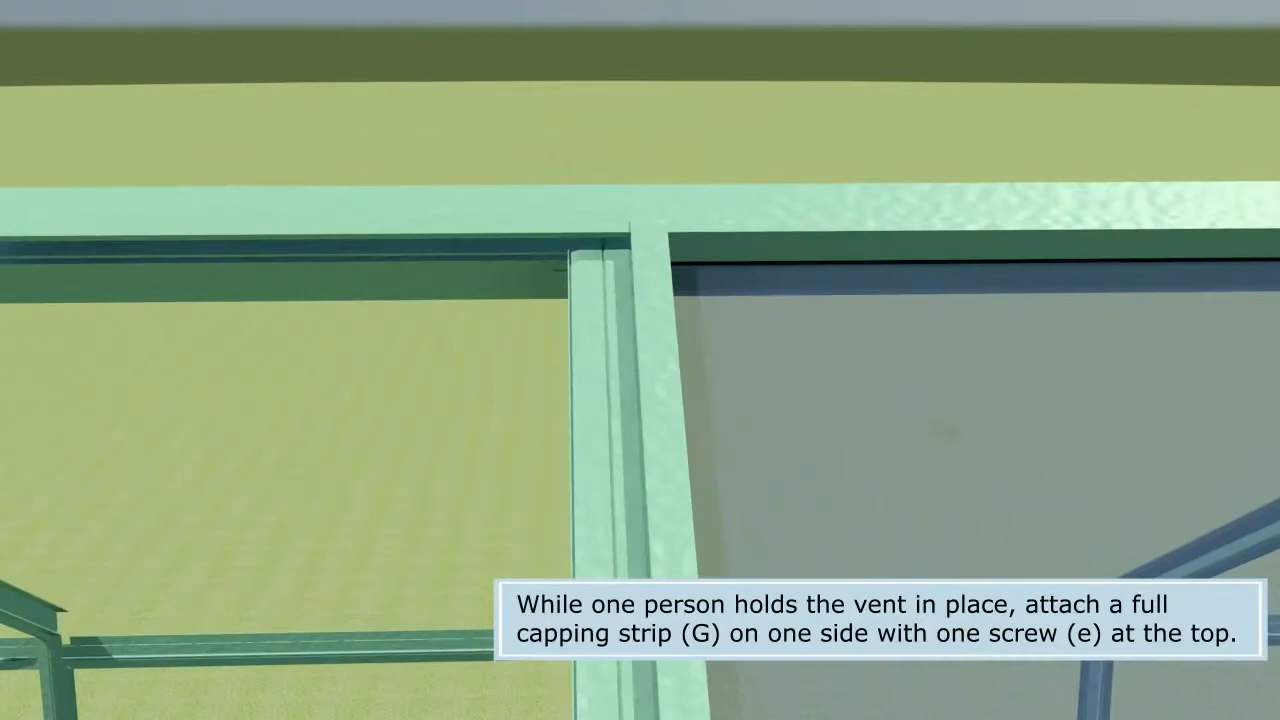 While one person holds the vent in place, attach a full
capping strip (G) on one side with one screw (e) at the top.